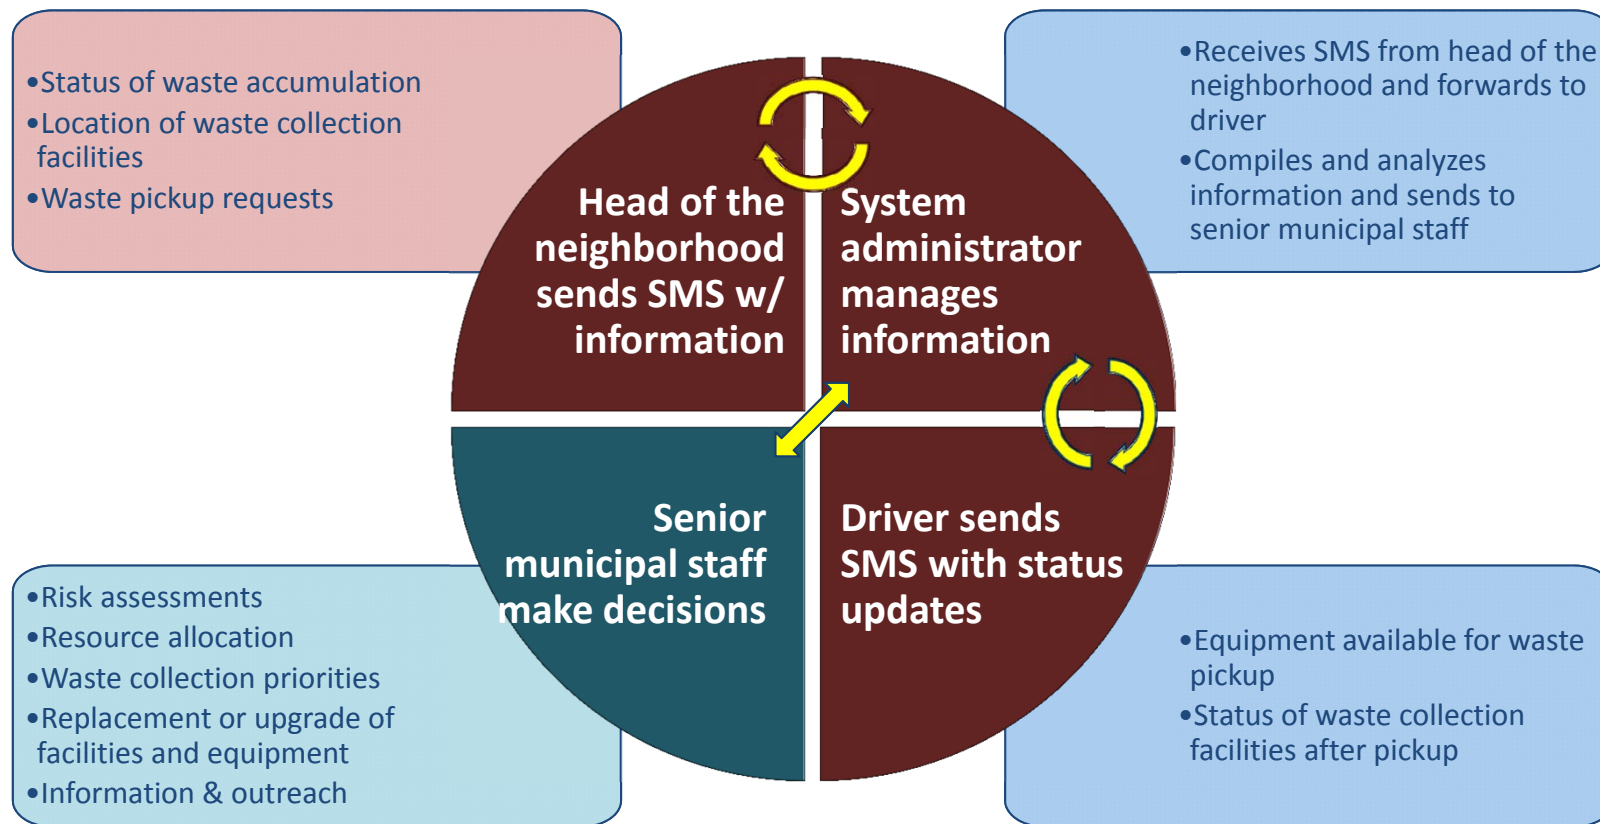 •Status of waste accumulation
•Location of waste collection
facilities
•Waste pickup requests
•Receives SMS from head of the
neighborhood and forwards to
driver
•Compiles and analyzes
information and sends to
senior municipal staff
Head of the
neighborhood
sends SMS w/
information
System
administrator
manages
information
Senior
municipal staff
make decisions
Driver sends
SMS with status
updates
•Risk assessments
•Resource allocation
•Waste collection priorities
•Replacement or upgrade of
facilities and equipment
•Information & outreach
•Equipment available for waste
pickup
•Status of waste collection
facilities after pickup